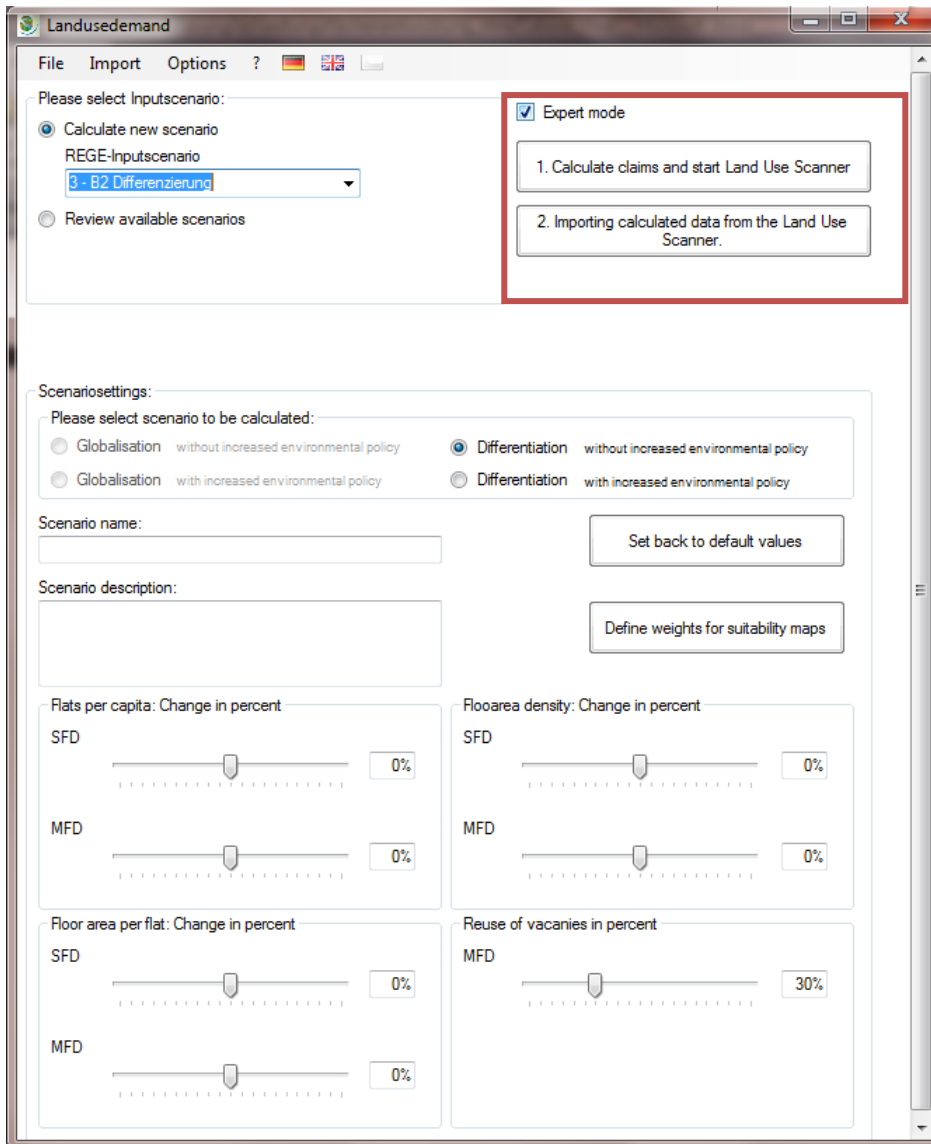 Landusedemand
File Import Options ?
Please select Inputscenario:
Calculate new scenario
REGE-Inputscenario
3 - B2 Differenzierung
Review available scenarios
Expert mode
1. Calculate claims and start Land Use Scanner
2. Importing calculated data from the Land Use
Scanner.
Scenariosettings:
Please select scenario to be calculated:
Globalisation without increased environmental policy
Differentiation without increased environmental policy
Globalisation with increased environmental policy
Differentiation with increased environmental policy
Scenario name:
Set back to default values
Scenario description:
Define weights for suitability maps
Flats per capita: Change in percent
SFD
0%
MFD
0%
Flooarea density: Change in percent
SFD
0%
MFD
0%
Floor area per flat: Change in percent
SFD
0%
MFD
0%
Reuse of vacanies in percent
MFD
30%